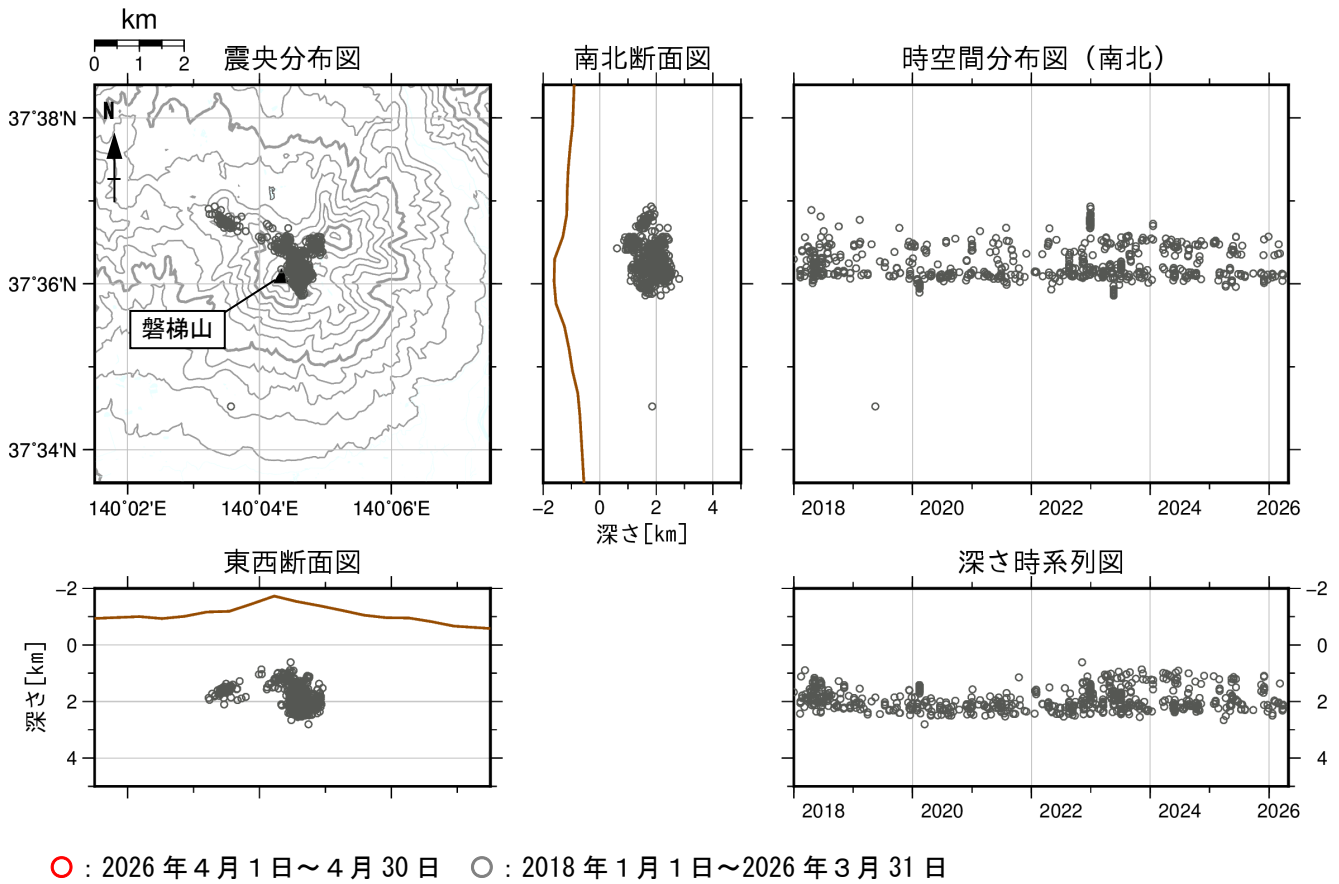 km
0 1 2
震央分布図
南北断面図
時空間分布図（南北）
N
37°38'N
37°36'N
37°34'N
磐梯山
140°02'E 140°04'E 140°06'E
−2 0 2 4
深さ[km]
2018 2020 2022 2024 2026
東西断面図
深さ時系列図
−2
0
2
4
深さ[km]
−2
0
2
4
2018 2020 2022 2024 2026
：2026 年４月１日～４月 30 日 ：2018 年１月１日～2026 年３月 31 日